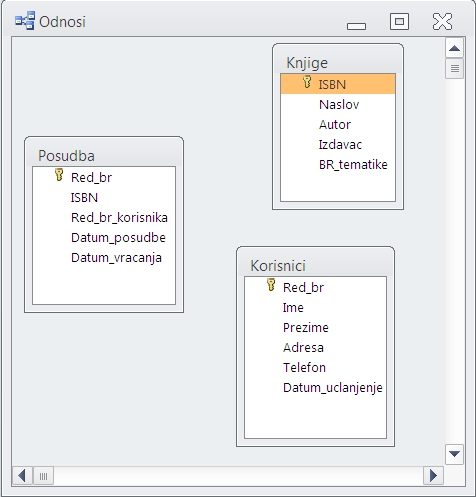 Odnosi
Knjige
ISBN
Naslov
Autor
Izdavac
BR_tematike
Posudba
Red_br
ISBN
Red_br_korisnika
Datum_posudbe
Datum_vracanja
Korisnici
Red_br
Ime
Prezime
Adresa
Telefon
Datum_uclanjenje